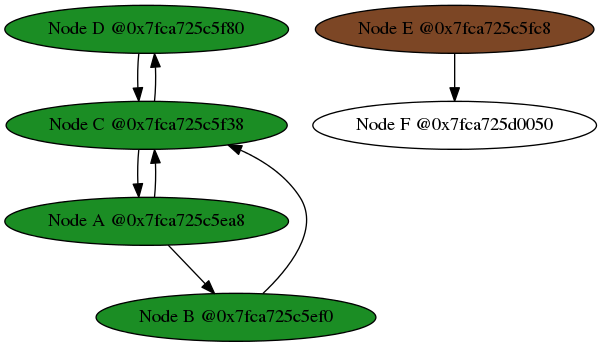 Node D @0x7fca725c5f80
Node E @0x7fca725c5fc8
Node C @0x7fca725c5f38
Node F @0x7fca725d0050
Node A @0x7fca725c5ea8
Node B @0x7fca725c5ef0